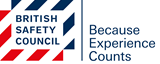 BRITISH
SAFETY
COUNCIL
Because
Experience
Counts